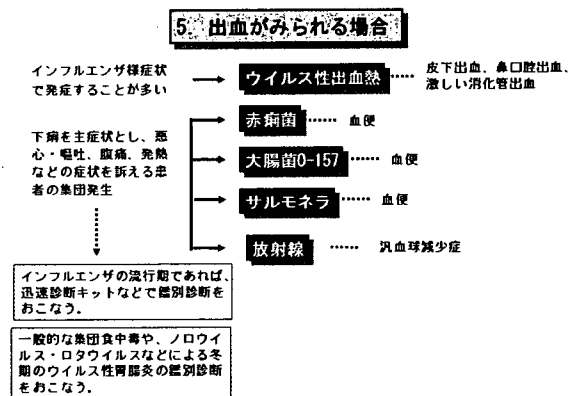 5. 出血がみられる場合
インフルエンザ様症状
で発症することが多い
ウイルス性出血熱
皮下出血、鼻口腔出血、
激しい消化管出血
下痢を主症状とし、悪
心・嘔吐、腹痛、発熱
などの症状を訴える患
者の集団発生
赤痢菌
血便
大腸菌O-157
血便
サルモネラ
血便
放射線
汎血球減少症
インフルエンザの流行期であれば、
迅速診断キットなどで鑑別診断を
おこなう。
一般的な集団食中毒や、ノロウイ
ルス・ロタウイルスなどによる冬
期のウイルス性胃腸炎の鑑別診断
をおこなう。